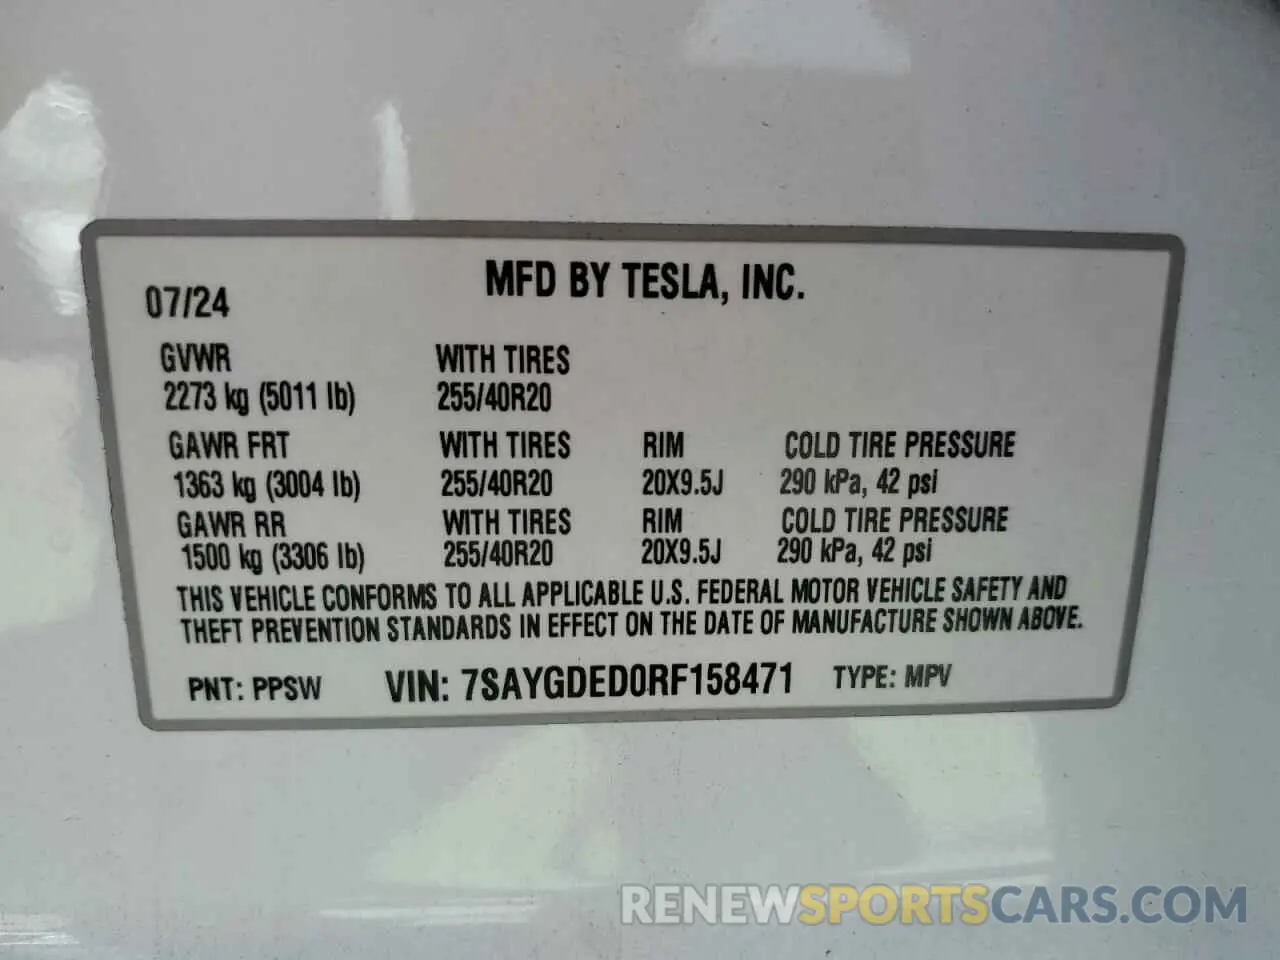 MFD BY TESLA, INC.
07/24
GVWR WITH TIRES
2273 kg (5011 lb) 255/40R20
GAWR FRT WITH TIRES RIM COLD TIRE PRESSURE
1363 kg (3004 lb) 255/40R20 20X9.5J 290 kPa, 42 psi
GAWR RR WITH TIRES RIM COLD TIRE PRESSURE
1500 kg (3306 lb) 255/40R20 20X9.5J 290 kPa, 42 psi
THIS VEHICLE CONFORMS TO ALL APPLICABLE U.S. FEDERAL MOTOR VEHICLE SAFETY AND
THEFT PREVENTION STANDARDS IN EFFECT ON THE DATE OF MANUFACTURE SHOWN ABOVE.
PNT: PPSW VIN: 7SAYGDED0RF158471 TYPE: MPV
RENEWSPORTSCARS.COM